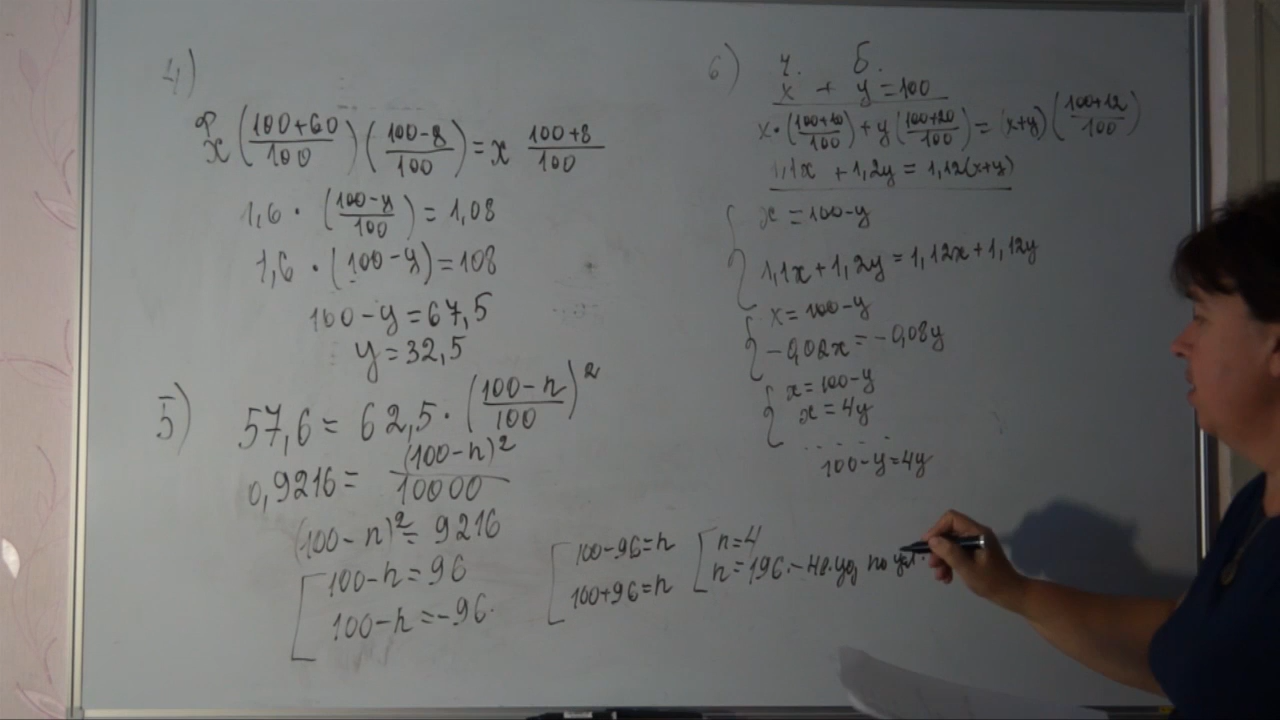 4)
x((100+60)/100)((100-y)/100)=x (100+8)/100
1,6·((100-y)/100)=1,08
1,6·(100-y)=108
100-y=67,5
y=32,5
5)
57,6=62,5·((100-n)/100)²
0,9216=(100-n)²/10000
(100-n)²=9216
100-n=96
100-n=-96.
100-96=n
100+96=n
n=4
n=196.-не уд. по усл.
6)
Ч. Б.
x + y=100
x·((100+10)/100)+y((100+20)/100)=(x+y)((100+12)/100)
1,1x+1,2y=1,12(x+y)
x=100-y
1,1x+1,2y=1,12x+1,12y
x=100-y
-0,02x=-0,08y
x=100-y
x=4y
100-y=4y